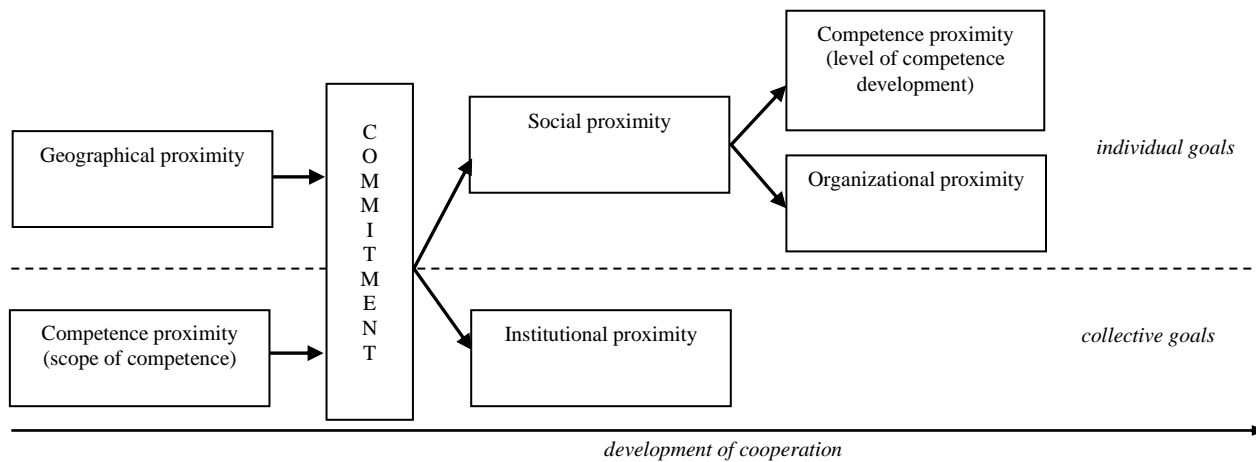 Geographical proximity
Competence proximity
(scope of competence)
C
O
M
M
I
T
M
E
N
T
Social proximity
Institutional proximity
Competence proximity
(level of competence
development)
Organizational proximity
individual goals
collective goals
development of cooperation